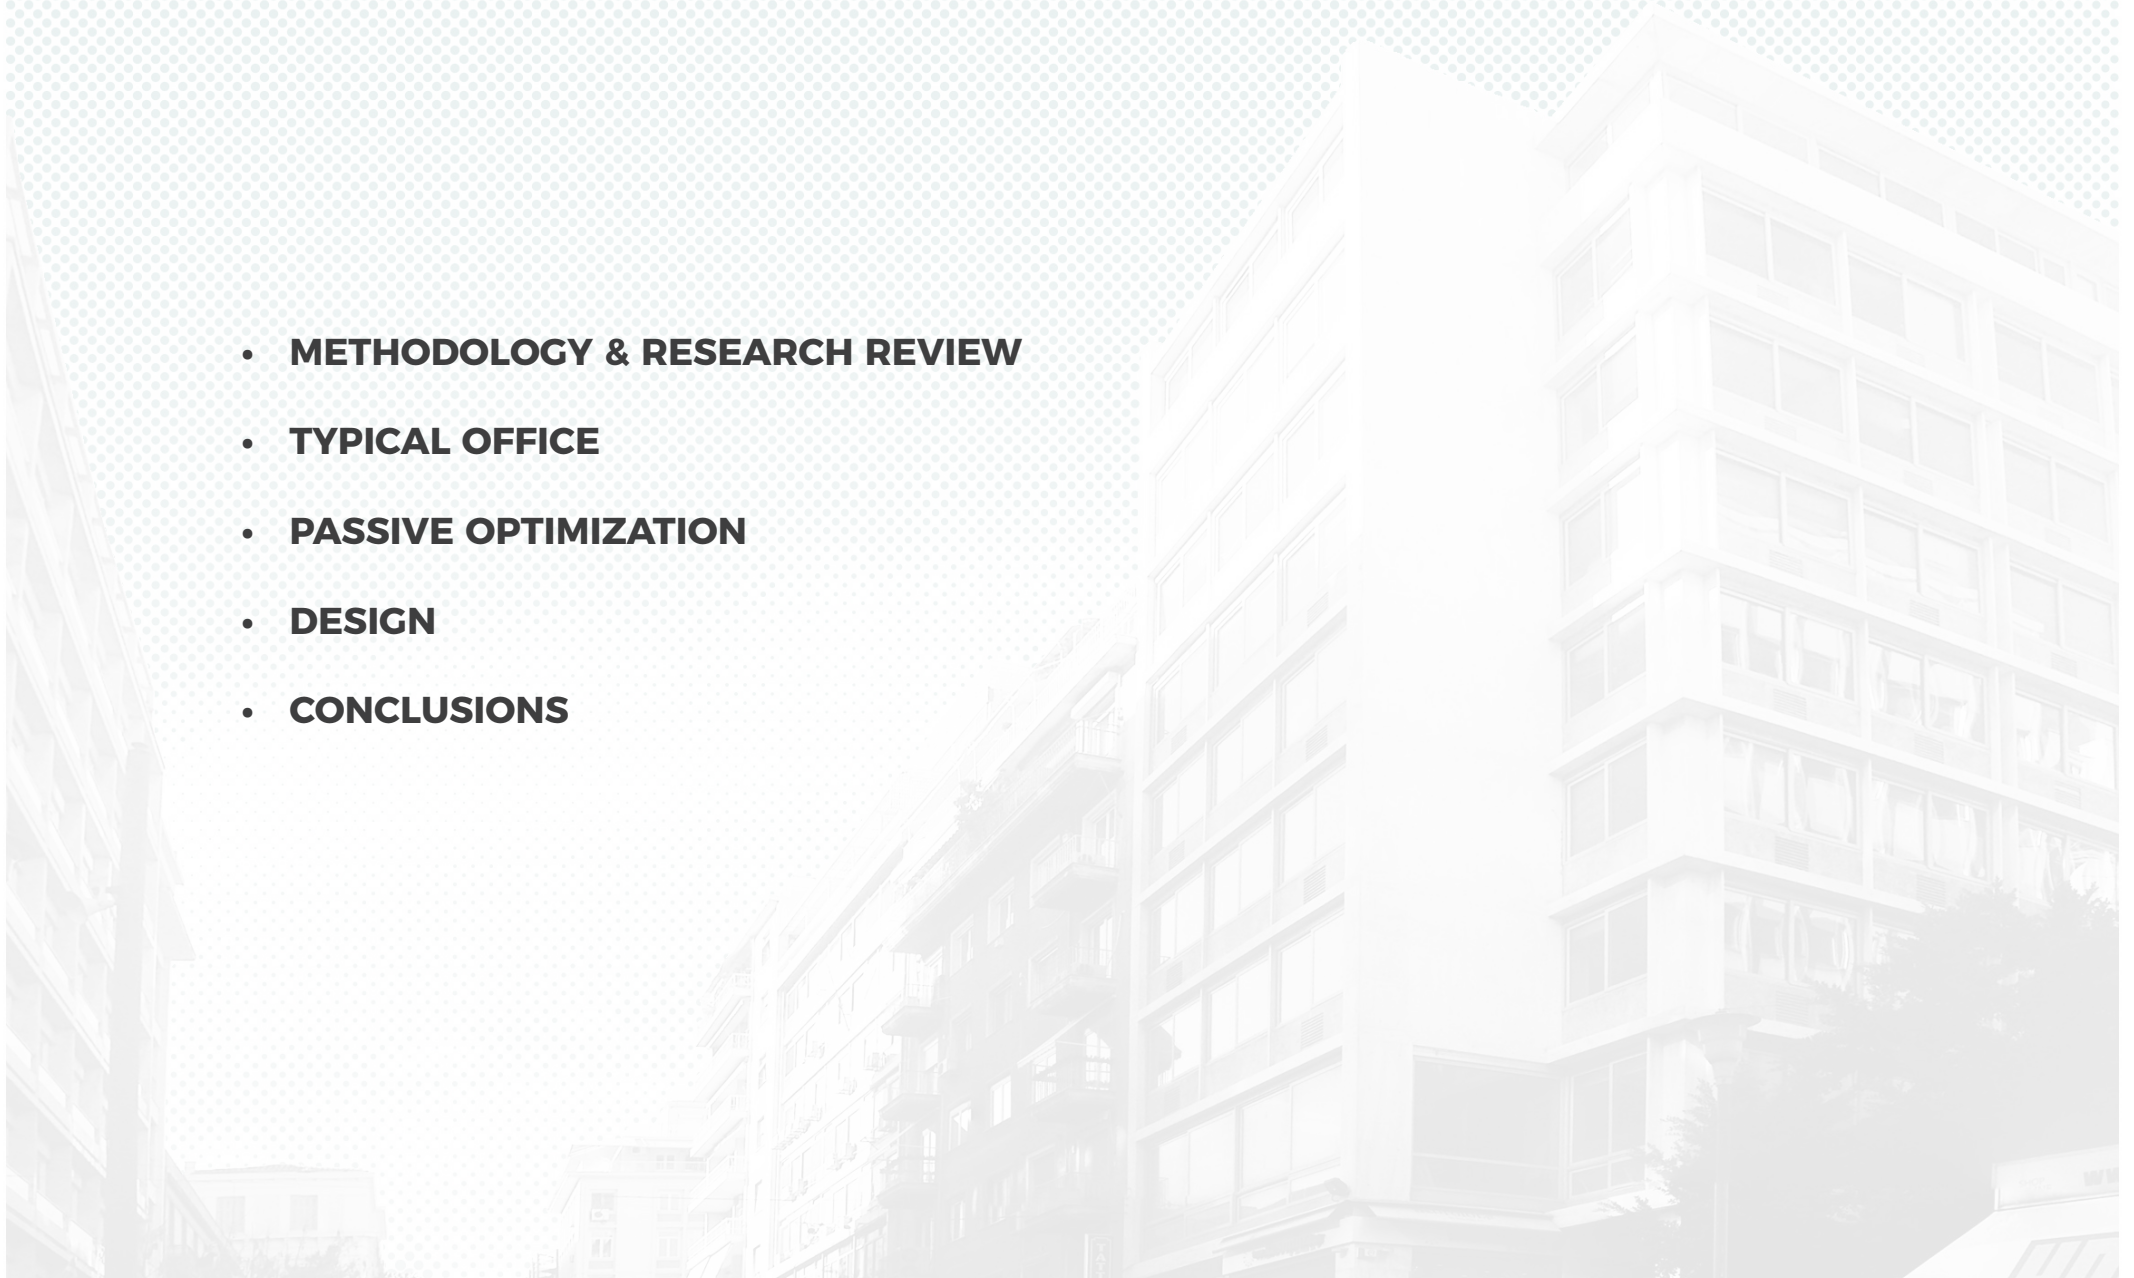 • METHODOLOGY & RESEARCH REVIEW
• TYPICAL OFFICE
• PASSIVE OPTIMIZATION
• DESIGN
• CONCLUSIONS